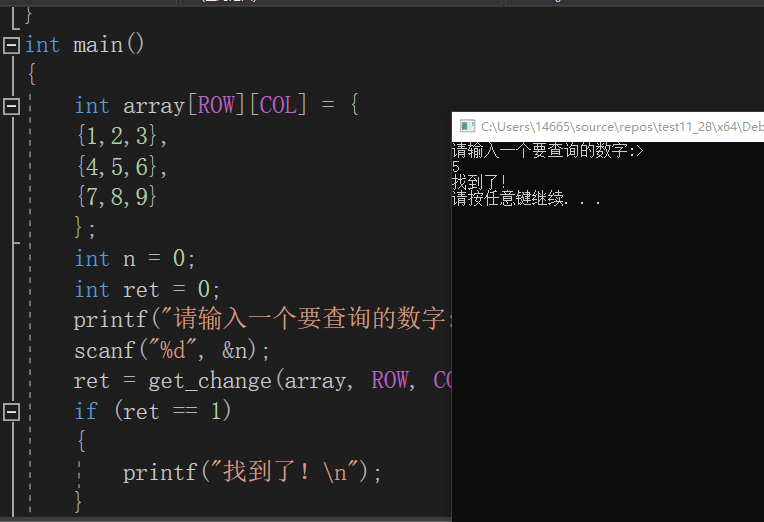 }
int main()
{
int array[ROW][COL] = {
{1,2,3},
{4,5,6},
{7,8,9}
};
int n = 0;
int ret = 0;
printf("请输入一个要查询的数字:
scanf("%d", &n);
ret = get_change(array, ROW, CO
if (ret == 1)
{
printf("找到了! \n");
}
C:\Users\14665\source\repos\test11_28\x64\Deb
请输入一个要查询的数字:>
5
找到了!
请按任意键继续. . .